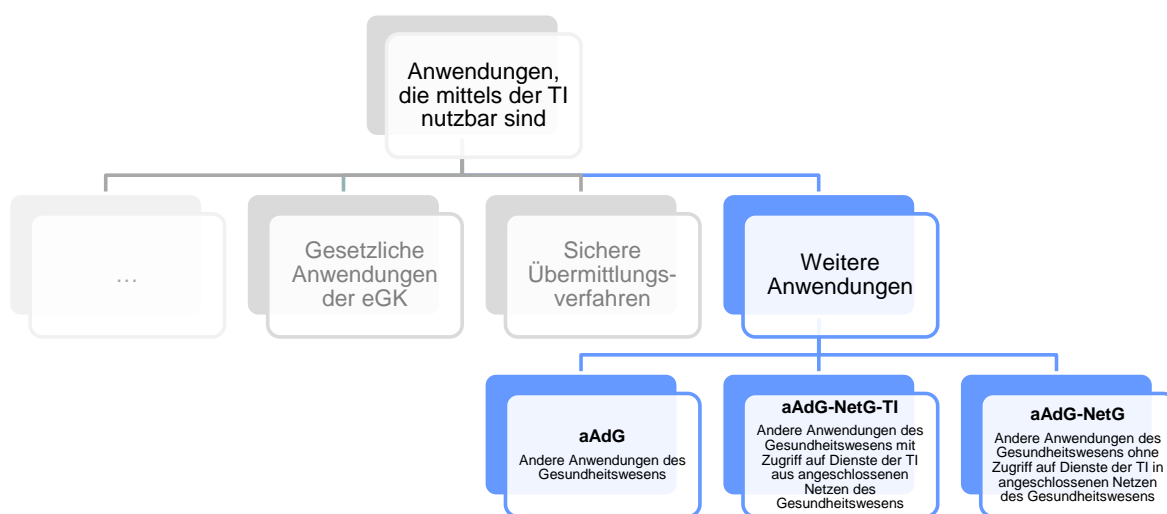 Anwendungen,
die mittels der TI
nutzbar sind
…
Gesetzliche
Anwendungen
der eGK
Sichere
Übermittlungs-
verfahren
Weitere
Anwendungen
aAdG
Andere Anwendungen des
Gesundheitswesens
aAdG-NetG-TI
Andere Anwendungen des
Gesundheitswesens mit
Zugriff auf Dienste der TI
aus angeschlossenen
Netzen des
Gesundheitswesens
aAdG-NetG
Andere Anwendungen des
Gesundheitswesens ohne
Zugriff auf Dienste der TI in
angeschlossenen Netzen
des Gesundheitswesens